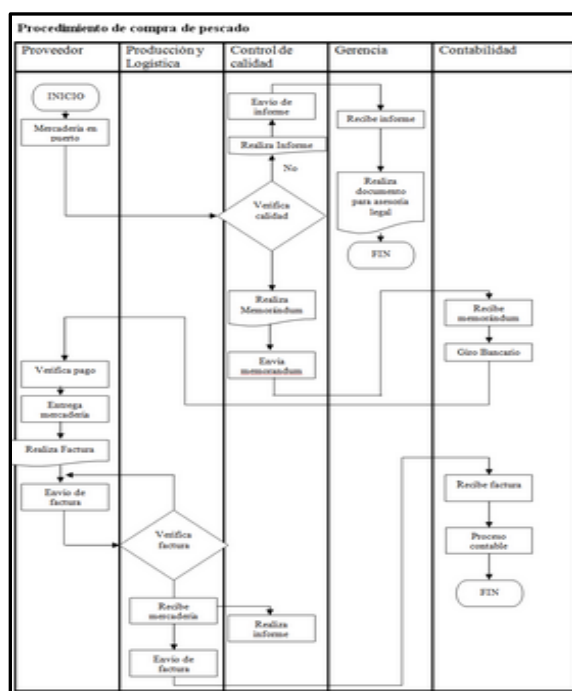 Procedimiento de compra de pescado
Proveedor
Producción y
Logística
Control de
calidad
Gerencia
Contabilidad
INICIO
Mercadería en
puerto
Envío de
informe
Realiza Informe
No
Verifica
calidad
Recibe informe
Realiza
documento
para asesoría
legal
FIN
Realiza
Memorándum
Envía
memorandum
Recibe
memorándum
Giro Bancario
Verifica pago
Entrega
mercadería
Realiza Factura
Envío de
factura
Verifica
factura
Recibe
mercadería
Realiza
informe
Envío de
factura
Recibe factura
Proceso
contable
FIN